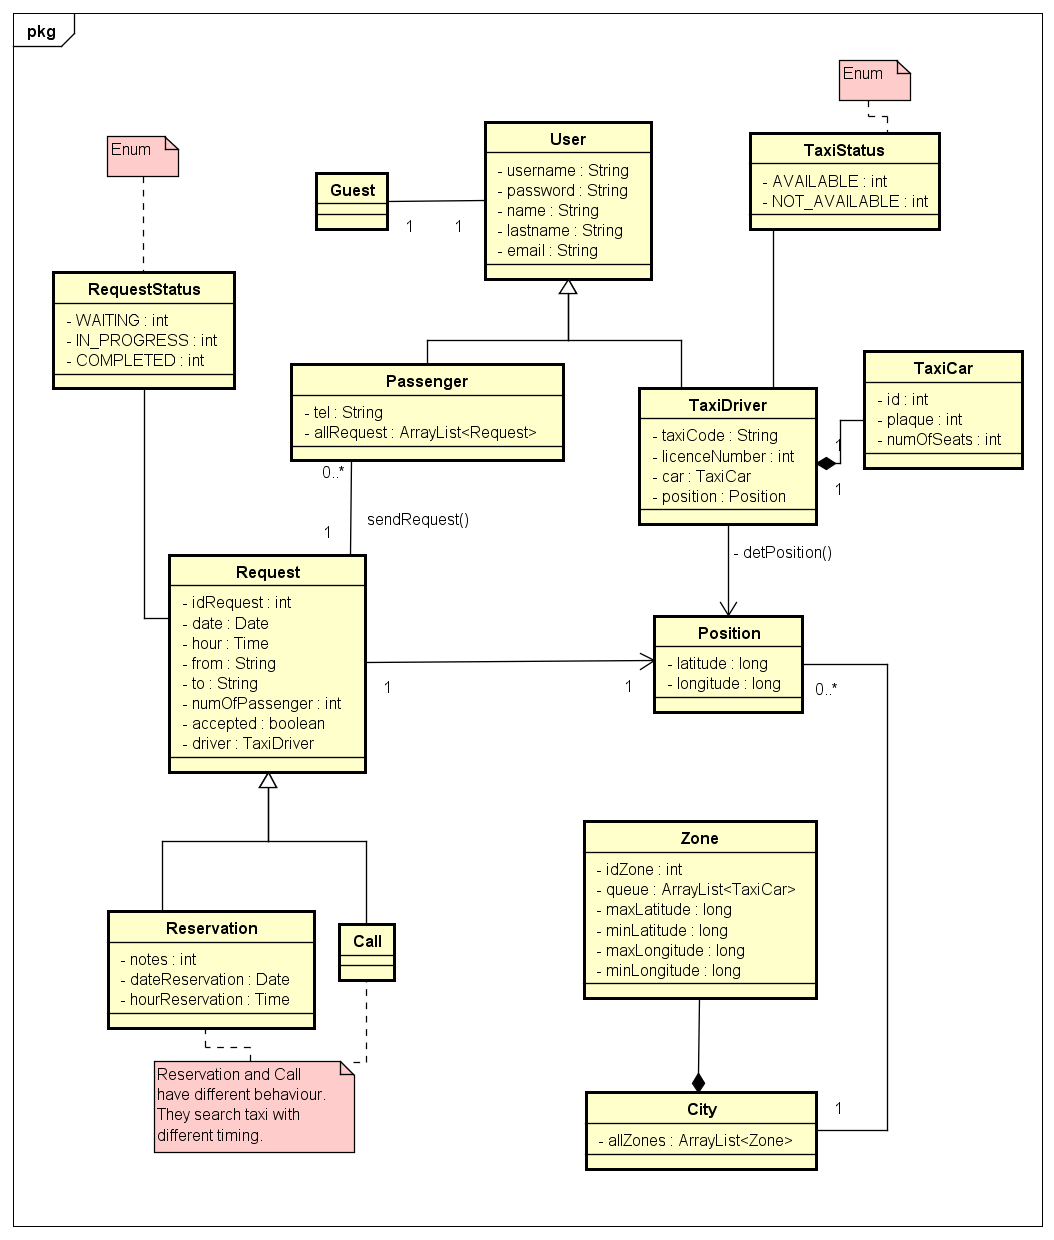 pkg
Enum
Enum
User
- username : String
- password : String
- name : String
- lastname : String
- email : String
TaxiStatus
- AVAILABLE : int
- NOT_AVAILABLE : int
Guest
1
1
RequestStatus
- WAITING : int
- IN_PROGRESS : int
- COMPLETED : int
Passenger
- tel : String
- allRequest : ArrayList<Request>
TaxiDriver
- taxiCode : String
- licenceNumber : int
- car : TaxiCar
- position : Position
TaxiCar
- id : int
- plaque : int
- numOfSeats : int
1
1
0..*
sendRequest()
1
- detPosition()
Request
- idRequest : int
- date : Date
- hour : Time
- from : String
- to : String
- numOfPassenger : int
- accepted : boolean
- driver : TaxiDriver
1
1
Position
- latitude : long
- longitude : long
0..*
Zone
- idZone : int
- queue : ArrayList<TaxiCar>
- maxLatitude : long
- minLatitude : long
- maxLongitude : long
- minLongitude : long
Reservation
- notes : int
- dateReservation : Date
- hourReservation : Time
Call
Reservation and Call
have different behaviour.
They search taxi with
different timing.
City
- allZones : ArrayList<Zone>
1